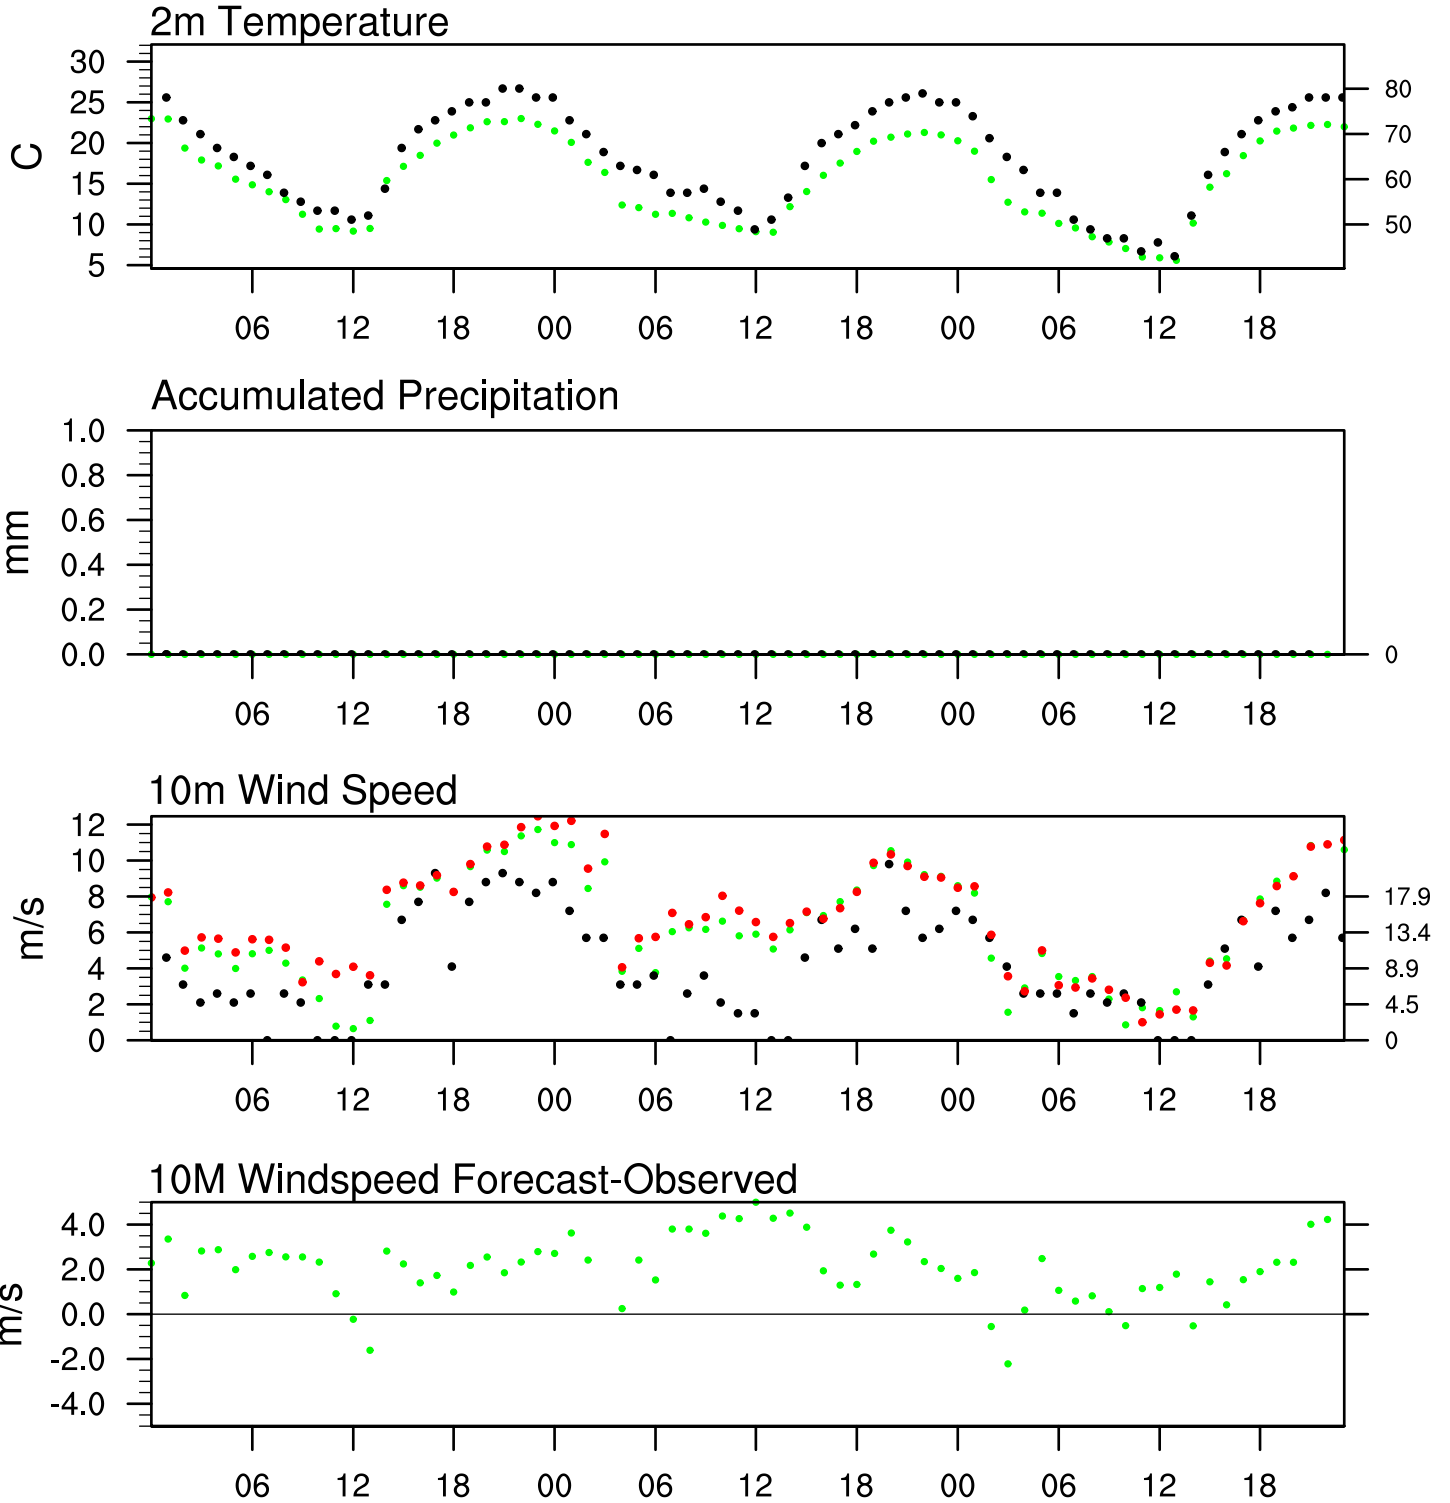 2m Temperature
30
25
20
15
10
5
C
80
70
60
50
06 12 18 00 06 12 18 00 06 12 18
Accumulated Precipitation
1.0
0.8
0.6
0.4
0.2
0.0
mm
0
06 12 18 00 06 12 18 00 06 12 18
10m Wind Speed
12
10
8
6
4
2
0
m/s
17.9
13.4
8.9
4.5
0
06 12 18 00 06 12 18 00 06 12 18
10M Windspeed Forecast-Observed
4.0
2.0
0.0
-2.0
-4.0
m/s
06 12 18 00 06 12 18 00 06 12 18